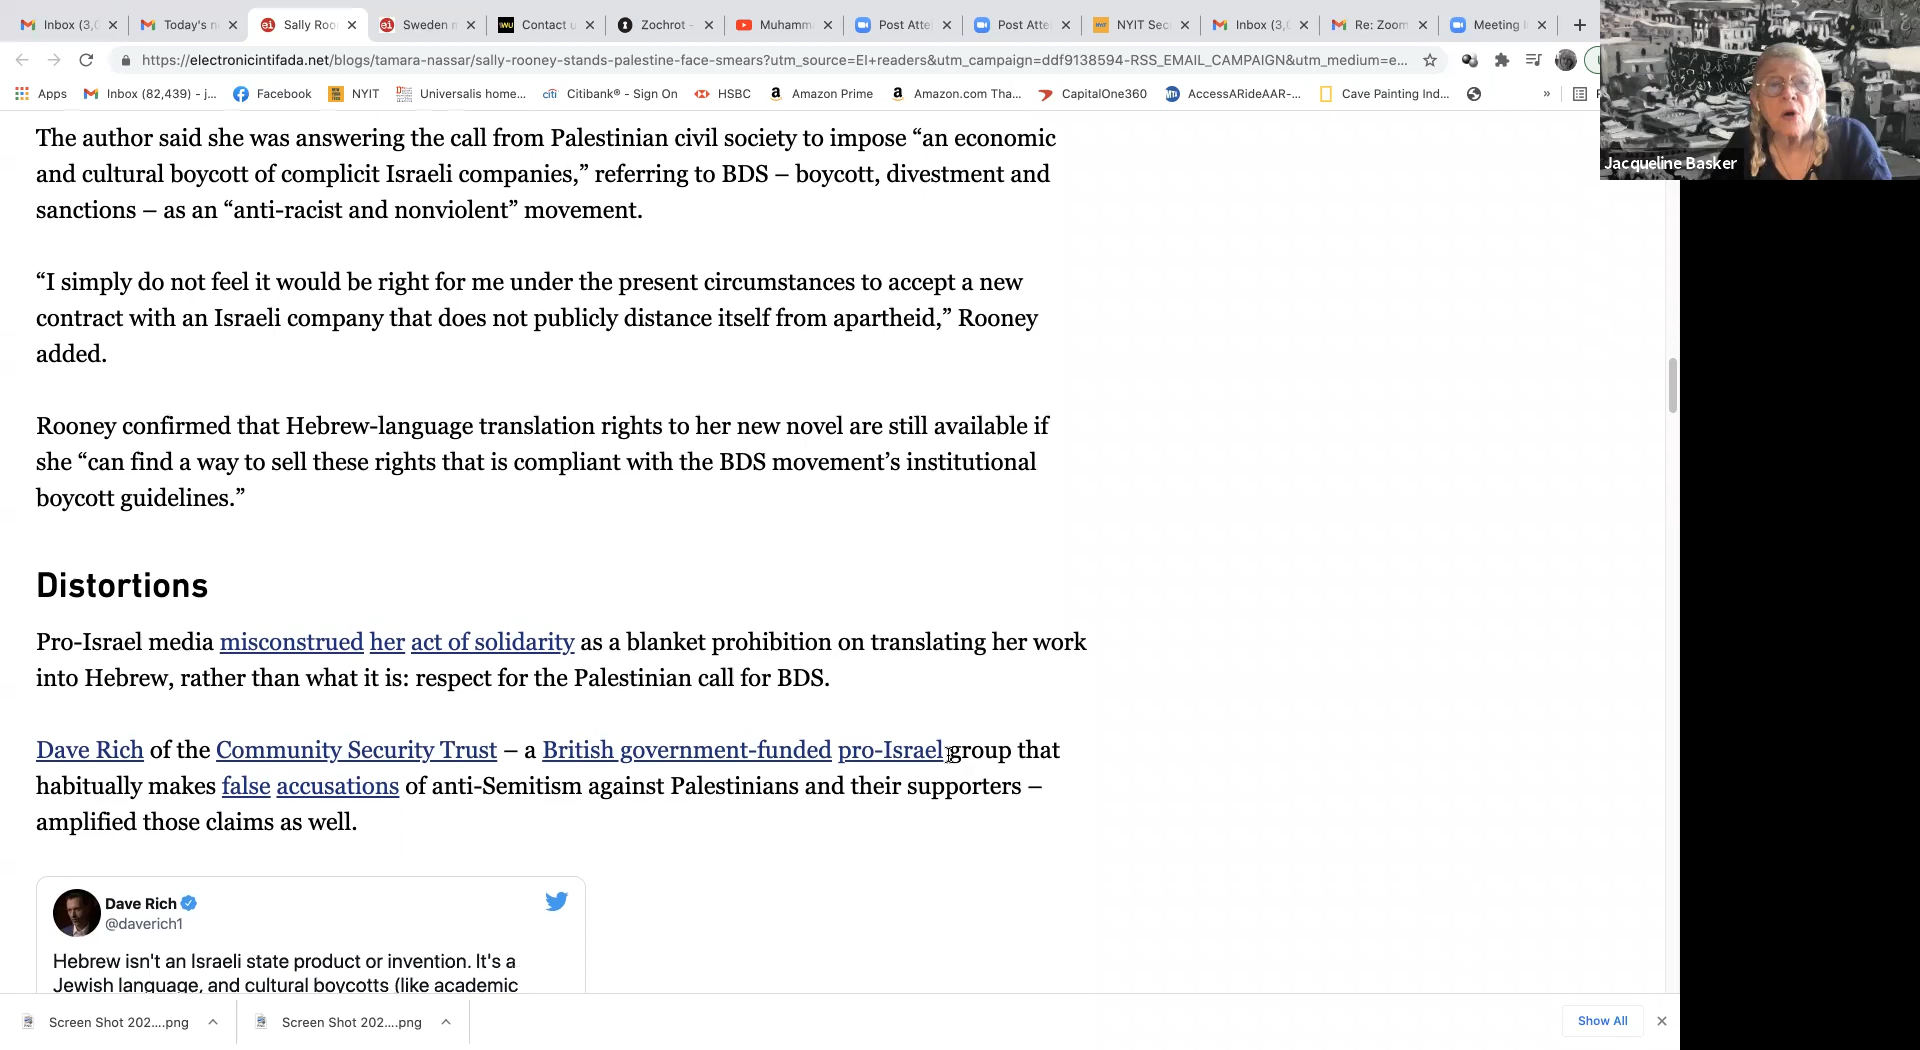 Inbox (3,0
Today's n
Sally Roo
Sweden m
Contact u
Zochrot -
Muhamma
Post Atte
Post Atte
NYIT Sec
Inbox (3,0
Re: Zoom
Meeting I
https://electronicintifada.net/blogs/tamara-nassar/sally-rooney-stands-palestine-face-smears?utm_source=EI+readers&utm_campaign=ddf9138594-RSS_EMAIL_CAMPAIGN&utm_medium=e...
Apps
Inbox (82,439) - j...
Facebook
NYIT
Universalis home...
citi Citibank® - Sign On
HSBC
Amazon Prime
Amazon.com Tha...
CapitalOne360
AccessARideAAR-...
Cave Painting Ind...
»
Jacqueline Basker
The author said she was answering the call from Palestinian civil society to impose “an economic
and cultural boycott of complicit Israeli companies,” referring to BDS – boycott, divestment and
sanctions – as an “anti-racist and nonviolent” movement.
“I simply do not feel it would be right for me under the present circumstances to accept a new
contract with an Israeli company that does not publicly distance itself from apartheid,” Rooney
added.
Rooney confirmed that Hebrew-language translation rights to her new novel are still available if
she “can find a way to sell these rights that is compliant with the BDS movement’s institutional
boycott guidelines.”
Distortions
Pro-Israel media misconstrued her act of solidarity as a blanket prohibition on translating her work
into Hebrew, rather than what it is: respect for the Palestinian call for BDS.
Dave Rich of the Community Security Trust – a British government-funded pro-Israel group that
habitually makes false accusations of anti-Semitism against Palestinians and their supporters –
amplified those claims as well.
Dave Rich
@daverich1
Hebrew isn't an Israeli state product or invention. It's a
Jewish language, and cultural boycotts (like academic
Screen Shot 202....png
Screen Shot 202....png
Show All